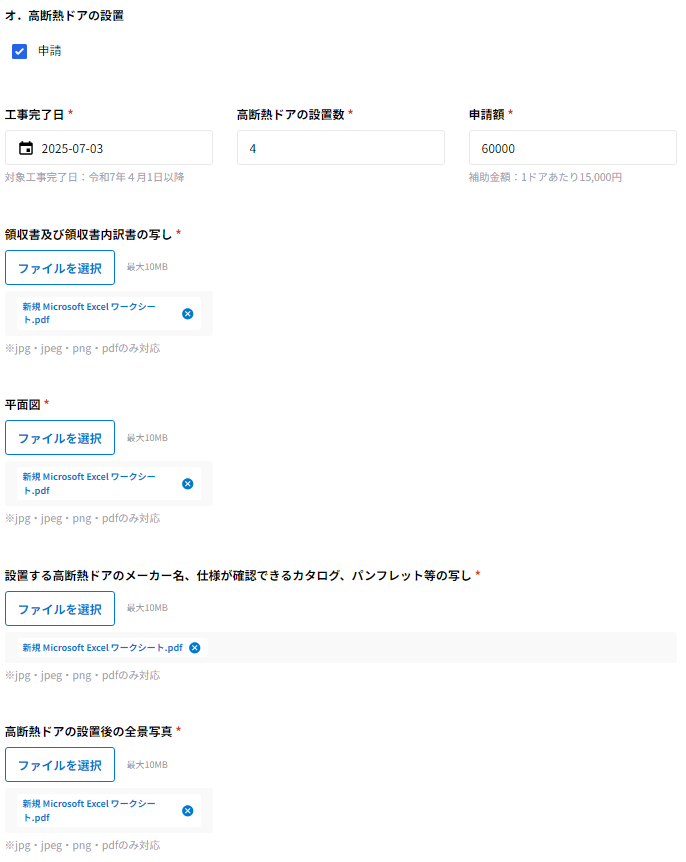 オ．高断熱ドアの設置
申請
工事完了日 *
高断熱ドアの設置数 *
申請額 *
2025-07-03
4
60000
対象工事完了日：令和7年４月1日以降
補助金額：1ドアあたり15,000円
領収書及び領収書内訳書の写し *
ファイルを選択
最大10MB
新規 Microsoft Excel ワークシー
ト.pdf
※jpg・jpeg・png・pdfのみ対応
平面図 *
ファイルを選択
最大10MB
新規 Microsoft Excel ワークシー
ト.pdf
※jpg・jpeg・png・pdfのみ対応
設置する高断熱ドアのメーカー名、仕様が確認できるカタログ、パンフレット等の写し *
ファイルを選択
最大10MB
新規 Microsoft Excel ワークシート.pdf
※jpg・jpeg・png・pdfのみ対応
高断熱ドアの設置後の全景写真 *
ファイルを選択
最大10MB
新規 Microsoft Excel ワークシー
ト.pdf
※jpg・jpeg・png・pdfのみ対応